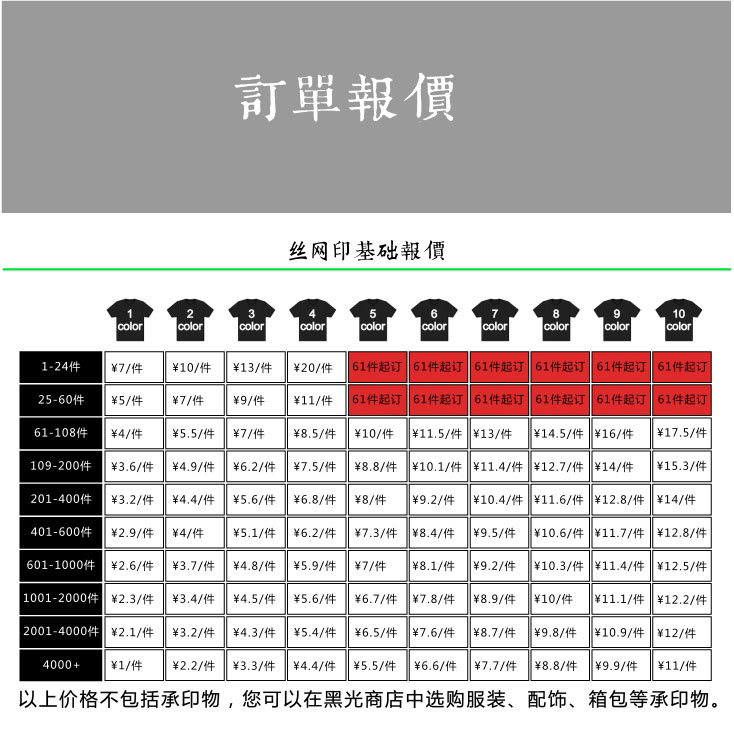 訂單報價
丝网印基础報價
1 color 2 color 3 color 4 color 5 color 6 color 7 color 8 color 9 color 10 color
1-24件 ¥7/件 ¥10/件 ¥13/件 ¥20/件 61件起订 61件起订 61件起订 61件起订 61件起订 61件起订
25-60件 ¥5/件 ¥7/件 ¥9/件 ¥11/件 61件起订 61件起订 61件起订 61件起订 61件起订 61件起订
61-108件 ¥4/件 ¥5.5/件 ¥7/件 ¥8.5/件 ¥10/件 ¥11.5/件 ¥13/件 ¥14.5/件 ¥16/件 ¥17.5/件
109-200件 ¥3.6/件 ¥4.9/件 ¥6.2/件 ¥7.5/件 ¥8.8/件 ¥10.1/件 ¥11.4/件 ¥12.7/件 ¥14/件 ¥15.3/件
201-400件 ¥3.2/件 ¥4.4/件 ¥5.6/件 ¥6.8/件 ¥8/件 ¥9.2/件 ¥10.4/件 ¥11.6/件 ¥12.8/件 ¥14/件
401-600件 ¥2.9/件 ¥4/件 ¥5.1/件 ¥6.2/件 ¥7.3/件 ¥8.4/件 ¥9.5/件 ¥10.6/件 ¥11.7/件 ¥12.8/件
601-1000件 ¥2.6/件 ¥3.7/件 ¥4.8/件 ¥5.9/件 ¥7/件 ¥8.1/件 ¥9.2/件 ¥10.3/件 ¥11.4/件 ¥12.5/件
1001-2000件 ¥2.3/件 ¥3.4/件 ¥4.5/件 ¥5.6/件 ¥6.7/件 ¥7.8/件 ¥8.9/件 ¥10/件 ¥11.1/件 ¥12.2/件
2001-4000件 ¥2.1/件 ¥3.2/件 ¥4.3/件 ¥5.4/件 ¥6.5/件 ¥7.6/件 ¥8.7/件 ¥9.8/件 ¥10.9/件 ¥12/件
4000+ ¥1/件 ¥2.2/件 ¥3.3/件 ¥4.4/件 ¥5.5/件 ¥6.6/件 ¥7.7/件 ¥8.8/件 ¥9.9/件 ¥11/件
以上价格不包括承印物，您可以在黑光商店中选购服装、配饰、箱包等承印物。